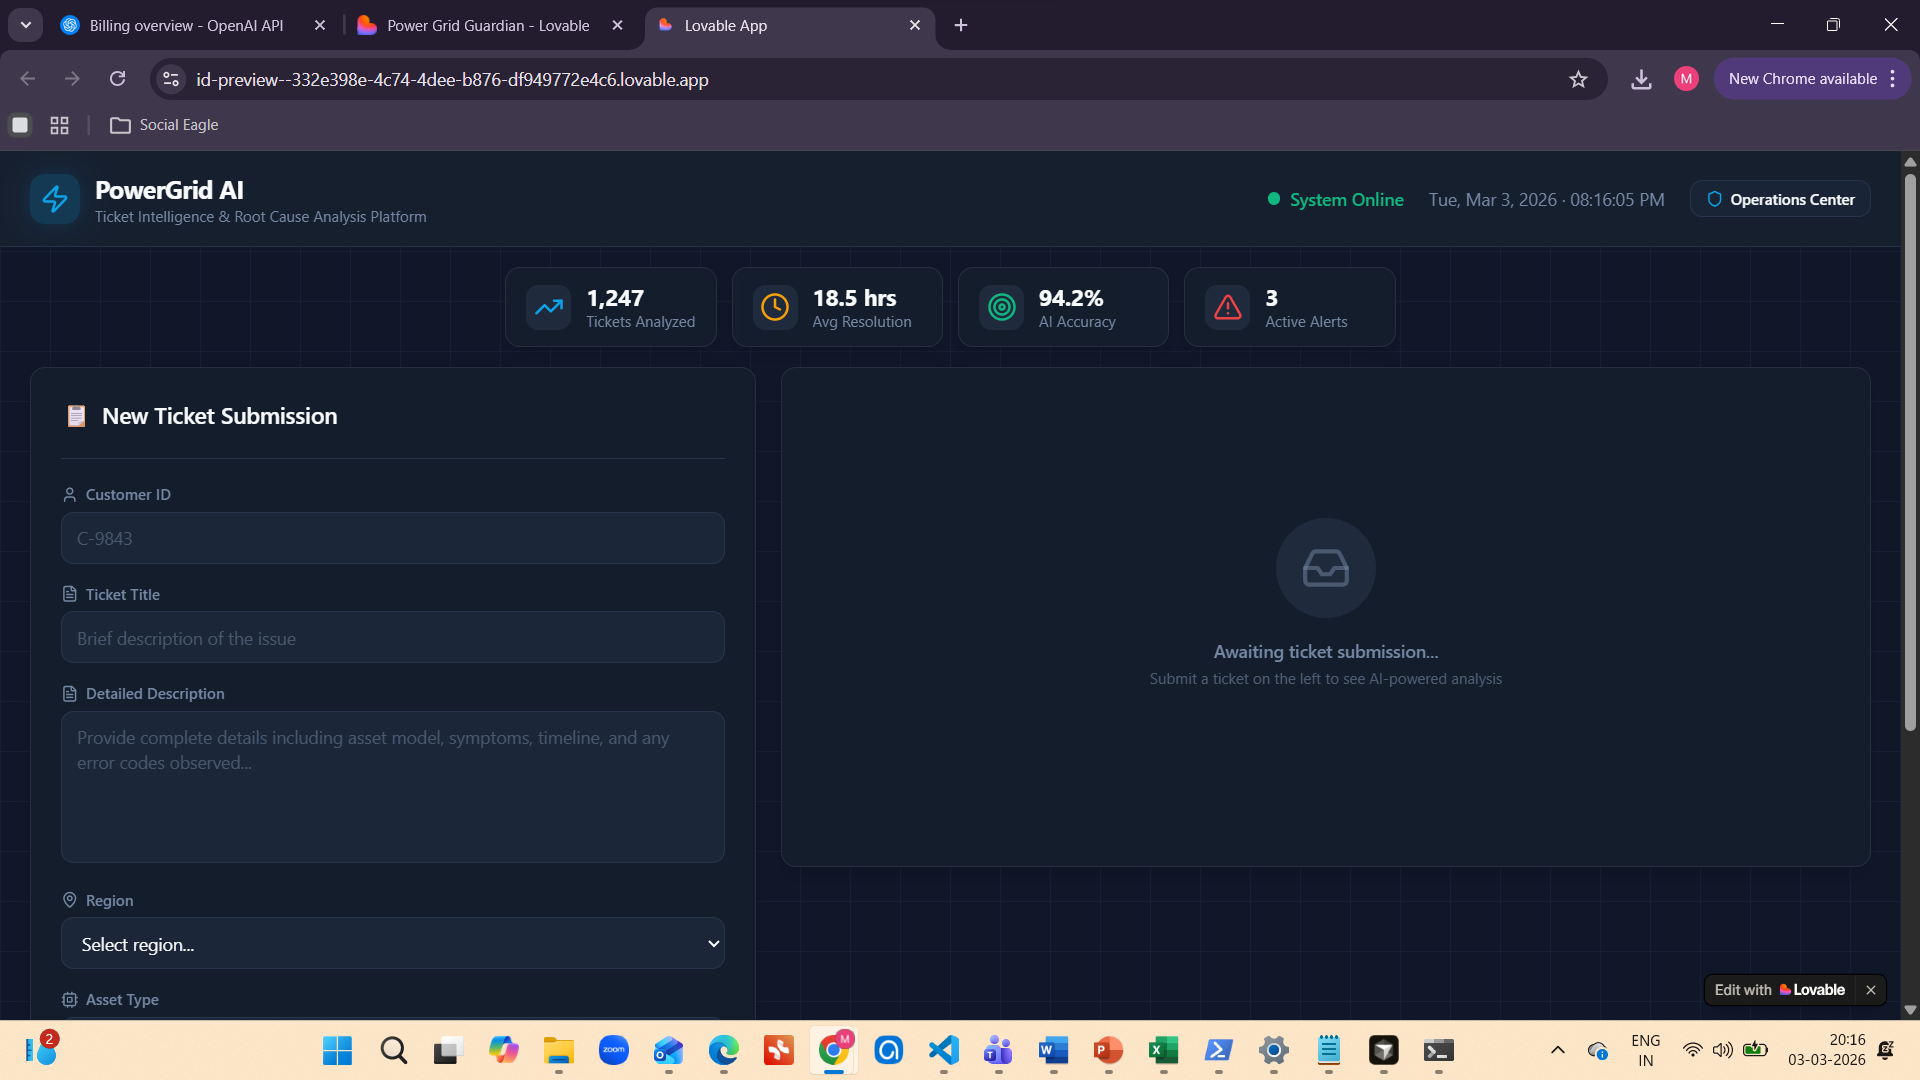 Billing overview - OpenAI API
Power Grid Guardian - Lovable
Lovable App
id-preview--332e398e-4c74-4dee-b876-df949772e4c6.lovable.app
M
New Chrome available
Social Eagle
PowerGrid AI
Ticket Intelligence & Root Cause Analysis Platform
System Online
Tue, Mar 3, 2026 · 08:16:05 PM
Operations Center
1,247
Tickets Analyzed
18.5 hrs
Avg Resolution
94.2%
AI Accuracy
3
Active Alerts
New Ticket Submission
Customer ID
C-9843
Ticket Title
Brief description of the issue
Detailed Description
Provide complete details including asset model, symptoms, timeline, and any
error codes observed...
Region
Select region...
Asset Type
Awaiting ticket submission...
Submit a ticket on the left to see AI-powered analysis
Edit with Lovable
2
zoom
M
ENG
IN
20:16
03-03-2026